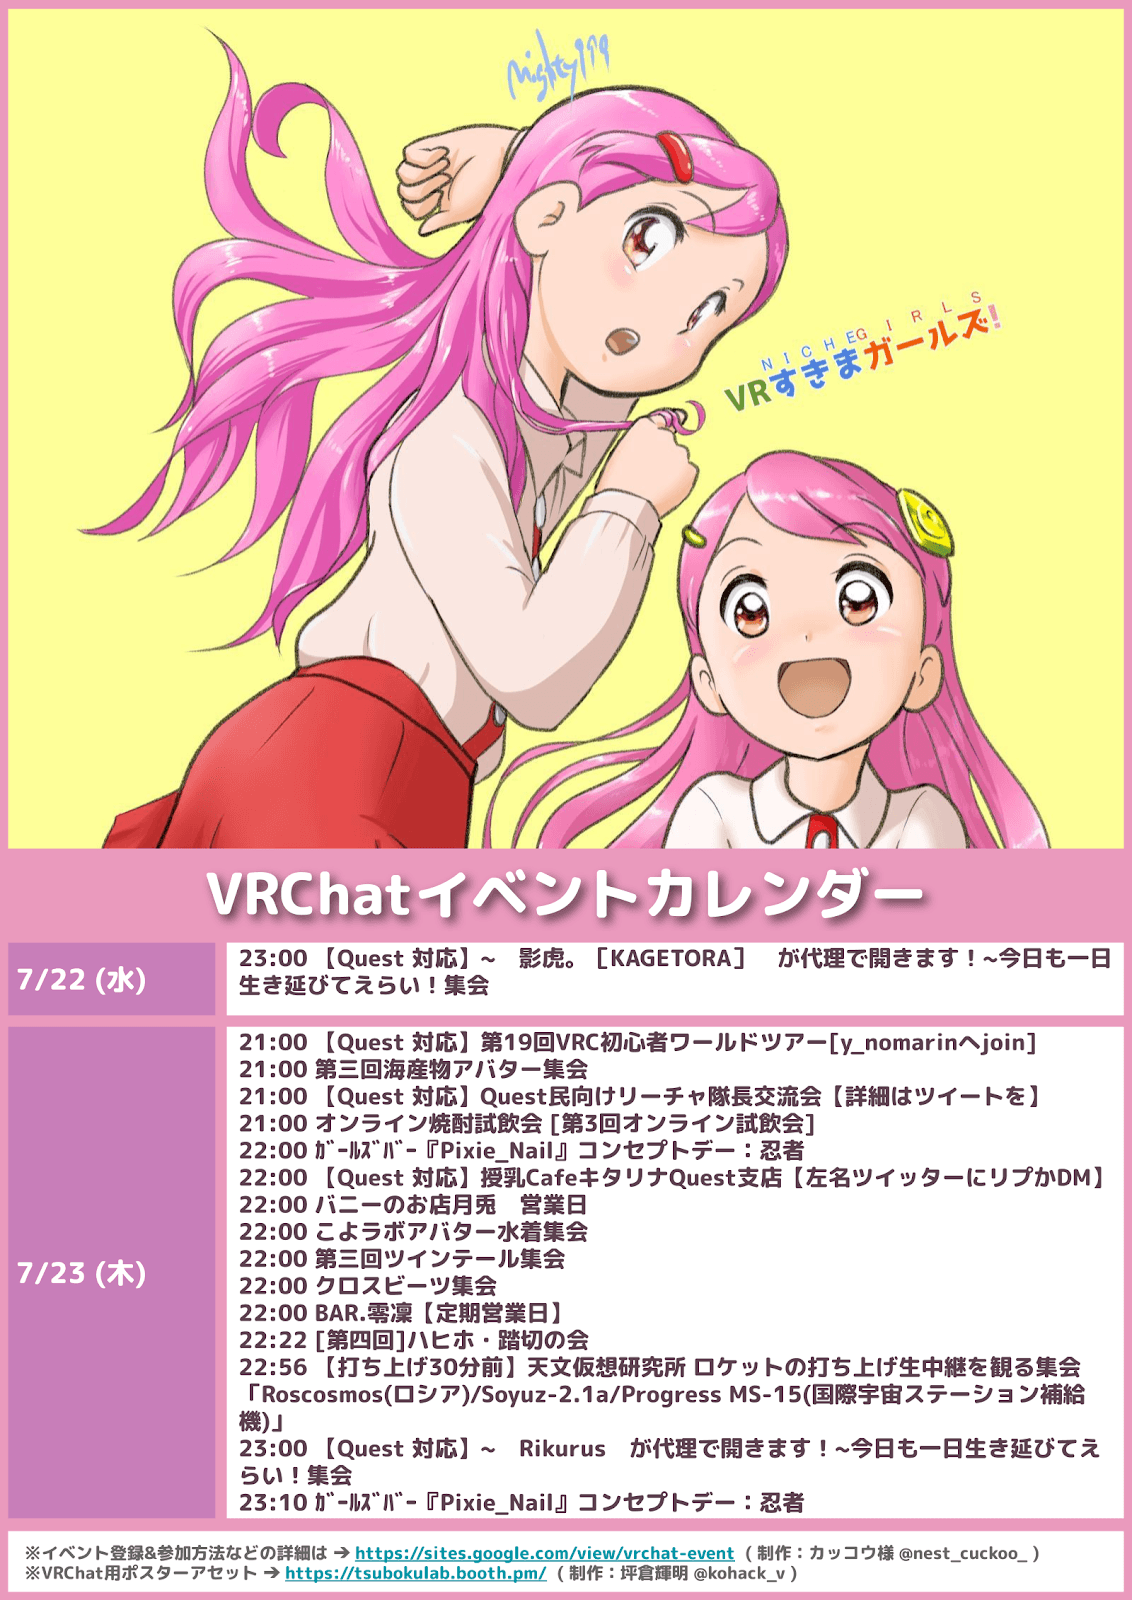 mighty199
NICHE GIRLS
VRすきまガールズ!
VRChatイベントカレンダー
7/22 (水)
23:00 【Quest 対応】~　影虎。［KAGETORA］　が代理で開きます！~今日も一日
生き延びてえらい！集会
7/23 (木)
21:00 【Quest 対応】第19回VRC初心者ワールドツアー[y_nomarinへjoin]
21:00 第三回海産物アバター集会
21:00 【Quest 対応】Quest民向けリーチャ隊長交流会【詳細はツイートを】
21:00 オンライン焼酎試飲会 [第3回オンライン試飲会]
22:00 ｶﾞｰﾙｽﾞﾊﾞｰ『Pixie_Nail』コンセプトデー：忍者
22:00 【Quest 対応】授乳CafeキタリナQuest支店【左名ツイッターにリプかDM】
22:00 バニーのお店月兎　営業日
22:00 こよラボアバター水着集会
22:00 第三回ツインテール集会
22:00 クロスビーツ集会
22:00 BAR.零凜【定期営業日】
22:22 [第四回]ハヒホ・踏切の会
22:56 【打ち上げ30分前】天文仮想研究所 ロケットの打ち上げ生中継を観る集会
「Roscosmos(ロシア)/Soyuz-2.1a/Progress MS-15(国際宇宙ステーション補給
機)」
23:00 【Quest 対応】~　Rikurus　が代理で開きます！~今日も一日生き延びてえ
らい！集会
23:10 ｶﾞｰﾙｽﾞﾊﾞｰ『Pixie_Nail』コンセプトデー：忍者
※イベント登録&参加方法などの詳細は → https://sites.google.com/view/vrchat-event （ 制作：カッコウ様 @nest_cuckoo_ ）
※VRChat用ポスターアセット → https://tsubokulab.booth.pm/ （ 制作：坪倉輝明 @kohack_v ）